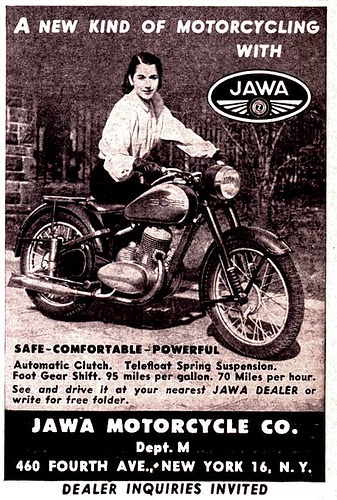 A NEW KIND OF MOTORCYCLING
WITH
JAWA
SAFE-COMFORTABLE-POWERFUL
Automatic Clutch. Telefloat Spring Suspension.
Foot Gear Shift. 95 miles per gallon. 70 Miles per hour.
See and drive it at your nearest JAWA DEALER or
write for free folder.
JAWA MOTORCYCLE CO.
Dept. M
460 FOURTH AVE., NEW YORK 16, N. Y.
DEALER INQUIRIES INVITED